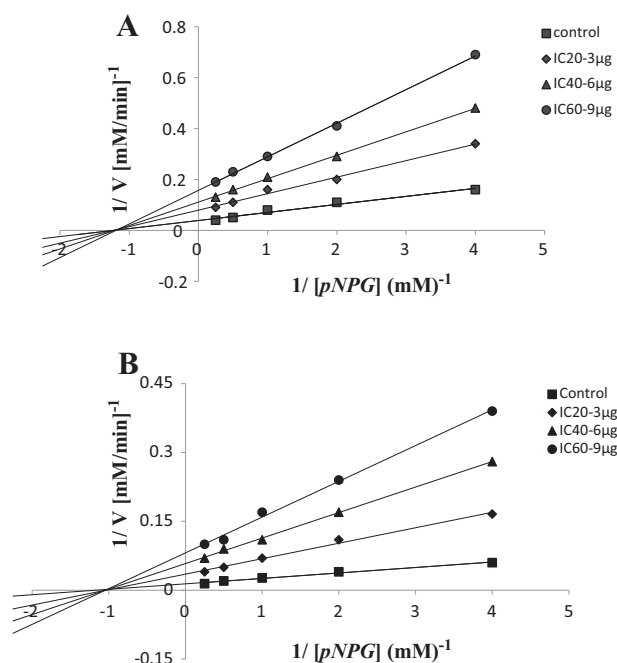 A
0.8
0.6
0.4
0.2
0
-0.2
-2
-1
0
1
2
3
4
5
1/ V [mM/min]-1
1/ [pNPG] (mM)-1
control
IC20-3µg
IC40-6µg
IC60-9µg
B
0.45
0.3
0.15
0
-0.15
-2
-1
0
1
2
3
4
5
1/ V [mM/min]-1
1/ [pNPG] (mM)-1
Control
IC20-3µg
IC40-6µg
IC60-9µg